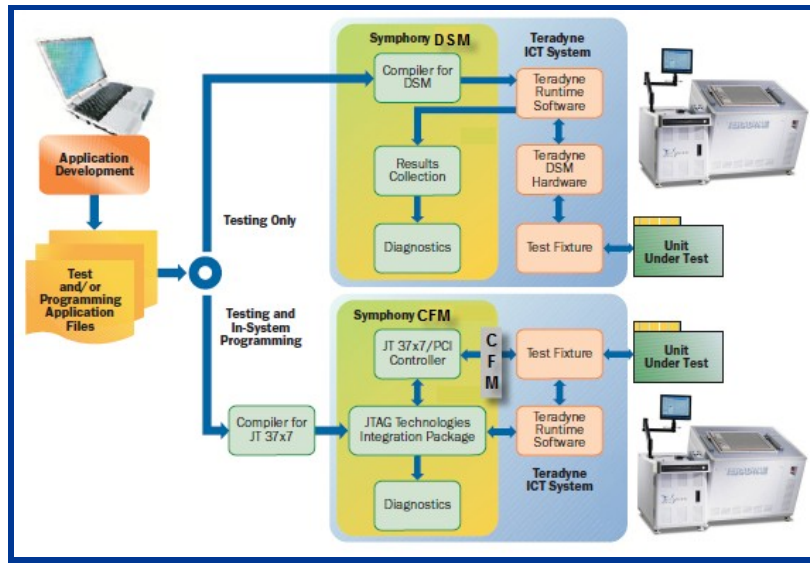 Symphony DSM
Teradyne
ICT System
Compiler for
DSM
Teradyne
Runtime
Software
Application
Development
Results
Collection
Teradyne
DSM
Hardware
TERADYNE
Testing Only
Diagnostics
Test Fixture
Unit
Under Test
Test
and/or
Programming
Application
Files
Testing and
In-System
Programming
Symphony CFM
JT 37x7/PCI
Controller
C
F
M
Test Fixture
Unit
Under Test
Compiler for
JT 37x7
JTAG Technologies
Integration Package
Teradyne
Runtime
Software
Diagnostics
Teradyne
ICT System
TERADYNE